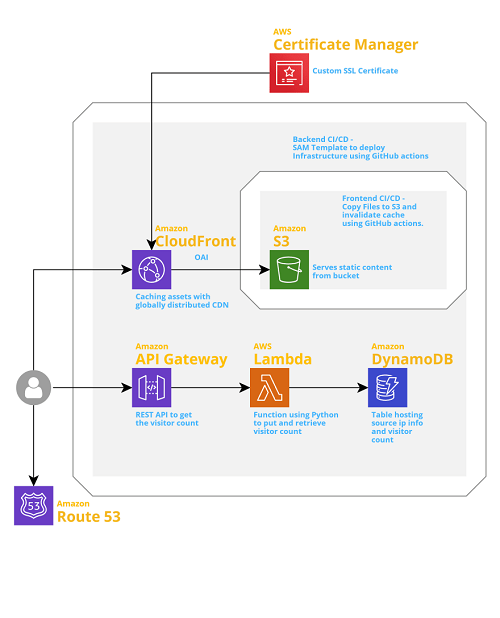 AWS
Certificate Manager
Custom SSL Certificate
Backend CI/CD -
SAM Template to deploy
Infrastructure using GitHub actions
Frontend CI/CD -
Copy Files to S3 and
invalidate cache
using GitHub actions.
Amazon
CloudFront
OAI
Caching assets with
globally distributed CDN
Amazon
S3
Serves static content
from bucket
Amazon
API Gateway
REST API to get
the visitor count
AWS
Lambda
Function using Python
to put and retrieve
visitor count
Amazon
DynamoDB
Table hosting
source ip info
and visitor
count
53
Amazon
Route 53